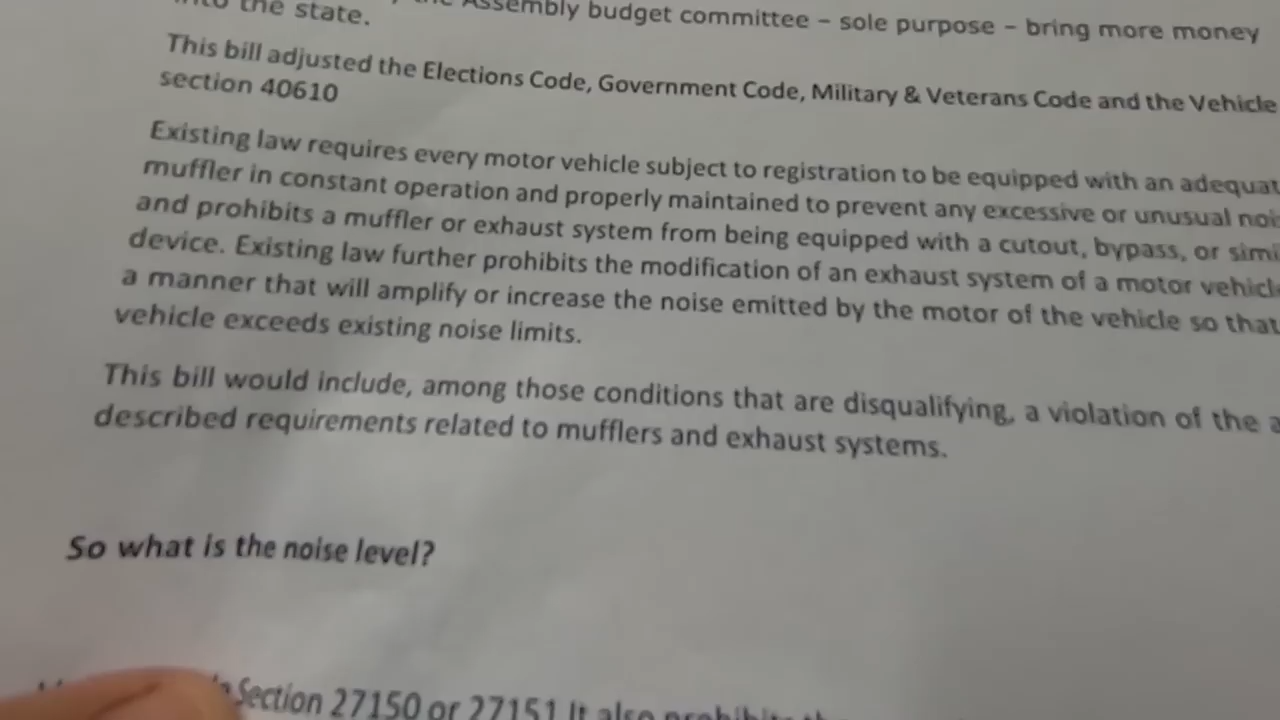 the state.
Assembly budget committee – sole purpose – bring more money
This bill adjusted the Elections Code, Government Code, Military & Veterans Code and the Vehicle
section 40610
Existing law requires every motor vehicle subject to registration to be equipped with an
muffler in constant operation and properly maintained to prevent any excessive or unusual
and prohibits a muffler or exhaust system from being equipped with a cutout, bypass, or
device. Existing law further prohibits the modification of an exhaust system of a motor
a manner that will amplify or increase the noise emitted by the motor of the vehicle so that
vehicle exceeds existing noise limits.
This bill would include, among those conditions that are disqualifying, a violation of the
described requirements related to mufflers and exhaust systems.
So what is the noise level?
Section 27150 or 27151 It also